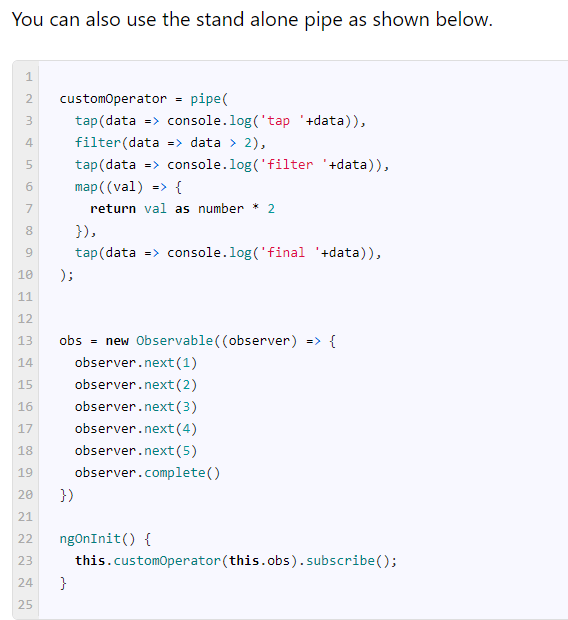 You can also use the stand alone pipe as shown below.
1
2 customOperator = pipe(
3 tap(data => console.log('tap '+data)),
4 filter(data => data > 2),
5 tap(data => console.log('filter '+data)),
6 map((val) => {
7 return val as number * 2
8 }),
9 tap(data => console.log('final '+data)),
10 );
11
12
13 obs = new Observable((observer) => {
14 observer.next(1)
15 observer.next(2)
16 observer.next(3)
17 observer.next(4)
18 observer.next(5)
19 observer.complete()
20 })
21
22 ngOnInit() {
23 this.customOperator(this.obs).subscribe();
24 }
25